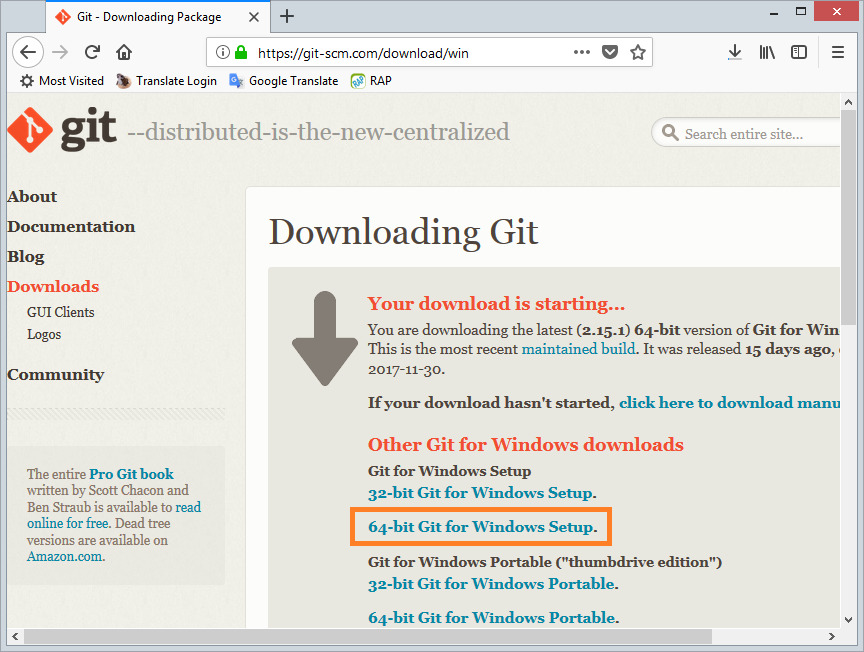 Git - Downloading Package
https://git-scm.com/download/win
Most Visited Translate Login Google Translate RAP
git --distributed-is-the-new-centralized
Search entire site...
About
Documentation
Blog
Downloads
GUI Clients
Logos
Community
The entire Pro Git book
written by Scott Chacon and
Ben Straub is available to read
online for free. Dead tree
versions are available on
Amazon.com.
Downloading Git
Your download is starting...
You are downloading the latest (2.15.1) 64-bit version of Git for Win
This is the most recent maintained build. It was released 15 days ago,
2017-11-30.
If your download hasn't started, click here to download manu
Other Git for Windows downloads
Git for Windows Setup
32-bit Git for Windows Setup.
64-bit Git for Windows Setup.
Git for Windows Portable ("thumbdrive edition")
32-bit Git for Windows Portable.
64-bit Git for Windows Portable.